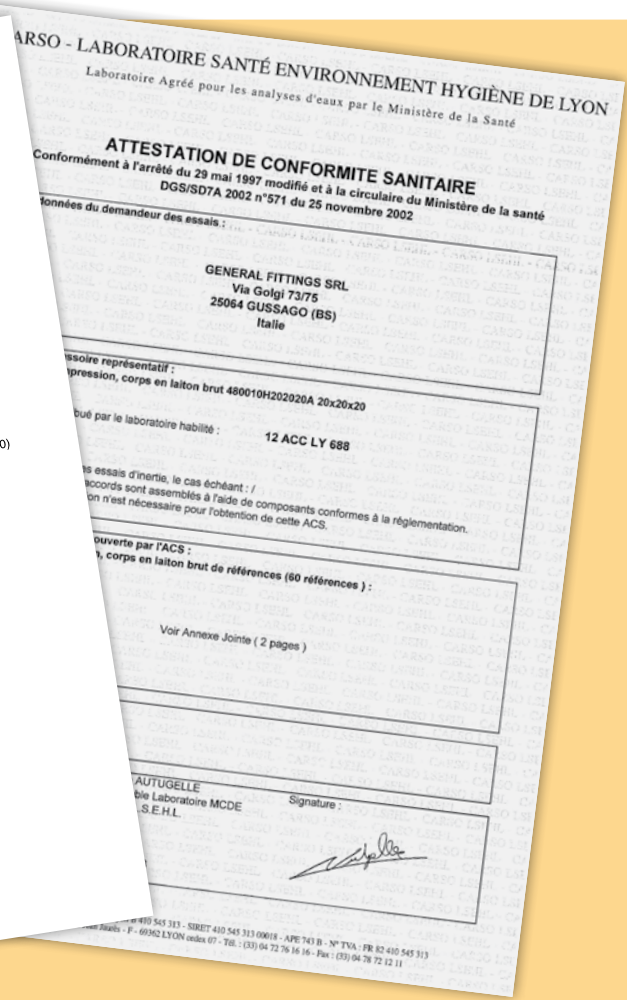 ARSO - LABORATOIRE SANTÉ ENVIRONNEMENT HYGIÈNE DE LYON
Laboratoire Agréé pour les analyses d'eaux par le Ministère de la Santé
ATTESTATION DE CONFORMITE SANITAIRE
Conformément à l'arrêté du 29 mai 1997 modifié et à la circulaire du Ministère de la santé
DGS/SD7A 2002 n°571 du 25 novembre 2002
données du demandeur des essais :
GENERAL FITTINGS SRL
Via Golgi 73/75
25064 GUSSAGO (BS)
Italie
ssoire représentatif :
pression, corps en laiton brut 480010H202020A 20x20x20
bué par le laboratoire habilité :
12 ACC LY 688
0)
s essais d'inertie, le cas échéant : /
accords sont assemblés à l'aide de composants conformes à la réglementation.
on n'est nécessaire pour l'obtention de cette ACS.
ouverte par l'ACS :
, corps en laiton brut de références (60 références ) :
Voir Annexe Jointe ( 2 pages )
AUTUGELLE
ble Laboratoire MCDE
.S.E.H.L.
Signature :
410 545 313 - SIRET 410 545 313 00018 - APE 743 B - N° TVA : FR 82 410 545 313
Jaurès - F - 69362 LYON cedex 07 - Tél. : (33) 04 72 76 16 16 - Fax : (33) 04 78 72 12 11